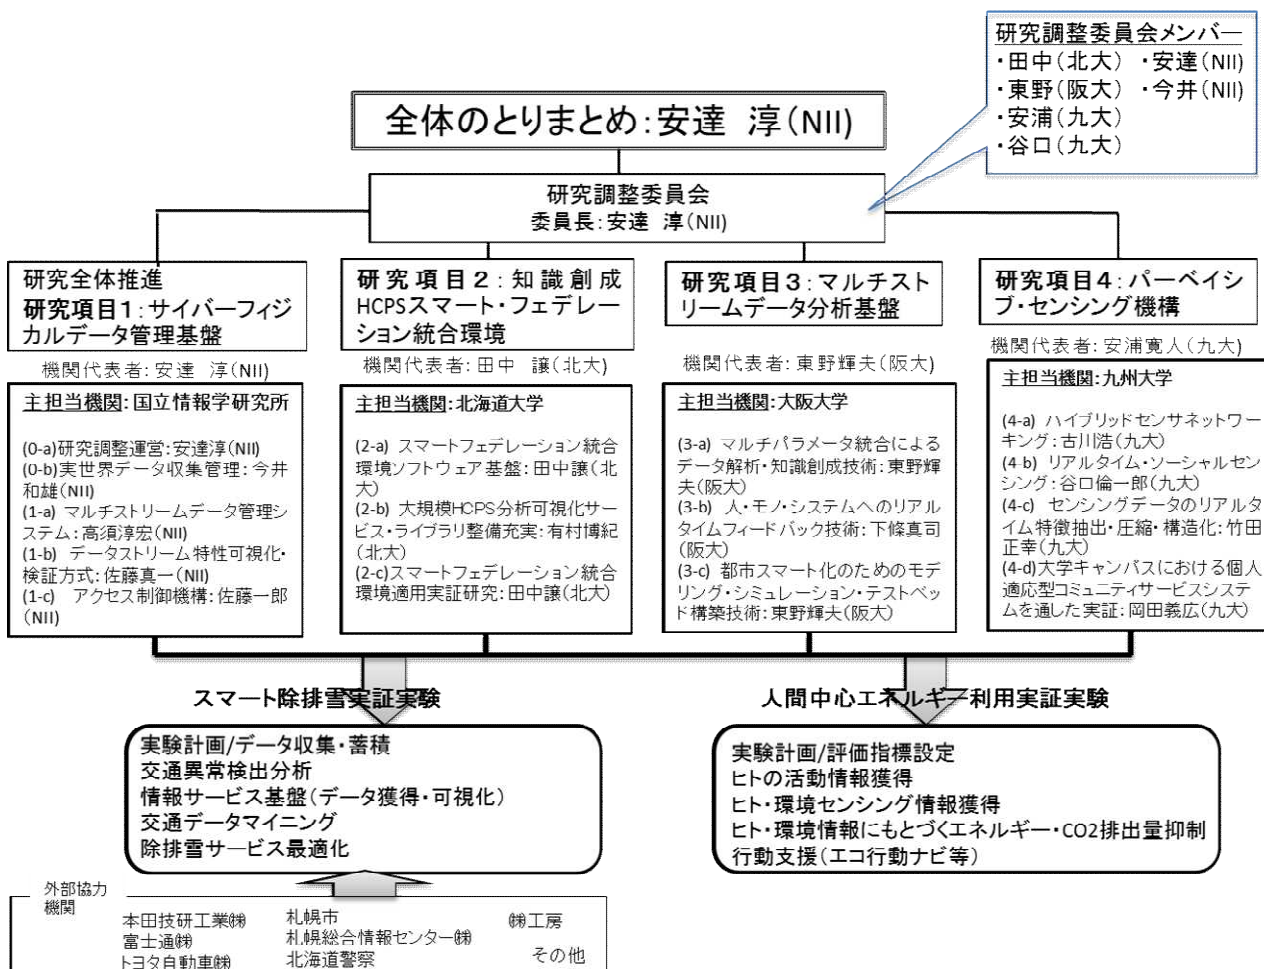 研究調整委員会メンバー
・田中(北大) ・安達(NII)
・東野(阪大) ・今井(NII)
・安浦(九大)
・谷口(九大)
全体のとりまとめ:安達 淳(NII)
研究調整委員会
委員長:安達 淳(NII)
研究全体推進
研究項目1:サイバーフィジ
カルデータ管理基盤
機関代表者:安達 淳(NII)
主担当機関:国立情報学研究所
(0-a)研究調整運営:安達淳(NII)
(0-b)実世界データ収集管理:今井
和雄(NII)
(1-a) マルチストリームデータ管理シ
ステム:高須淳宏(NII)
(1-b) データストリーム特性可視化・
検証方式:佐藤真一(NII)
(1-c) アクセス制御機構:佐藤一郎
(NII)
研究項目2:知識創成
HCPSスマート・フェデレー
ション統合環境
機関代表者:田中 譲(北大)
主担当機関:北海道大学
(2-a) スマートフェデレーション統合
環境ソフトウェア基盤:田中譲(北
大)
(2-b) 大規模HCPS分析可視化サー
ビス・ライブラリ整備充実:有村博紀
(北大)
(2-c)スマートフェデレーション統合
環境適用実証研究:田中譲(北大)
研究項目3:マルチスト
リームデータ分析基盤
機関代表者:東野輝夫(阪大)
主担当機関:大阪大学
(3-a) マルチパラメータ統合による
データ解析・知識創成技術:東野輝
夫(阪大)
(3-b) 人・モノ・システムへのリアル
タイムフィードバック技術:下條真司
(阪大)
(3-c) 都市スマート化のためのモデ
リング・シミュレーション・テストベッ
ド構築技術:東野輝夫(阪大)
研究項目4:パーベイシ
ブ・センシング機構
機関代表者:安浦寛人(九大)
主担当機関:九州大学
(4-a) ハイブリッドセンサネットワー
キング:古川浩(九大)
(4-b) リアルタイム・ソーシャルセン
シング:谷口倫一郎(九大)
(4-c) センシングデータのリアルタ
イム特徴抽出・圧縮・構造化:竹田
正幸(九大)
(4-d)大学キャンパスにおける個人
適応型コミュニティサービスシステ
ムを通した実証:岡田義広(九大)
スマート除排雪実証実験
実験計画/データ収集・蓄積
交通異常検出分析
情報サービス基盤(データ獲得・可視化)
交通データマイニング
除排雪サービス最適化
人間中心エネルギー利用実証実験
実験計画/評価指標設定
ヒトの活動情報獲得
ヒト・環境センシング情報獲得
ヒト・環境情報にもとづくエネルギー・CO2排出量抑制
行動支援(エコ行動ナビ等)
外部協力
機関
本田技研工業㈱
富士通㈱
トヨタ自動車㈱
札幌市
札幌総合情報センター㈱
北海道警察
㈱工房
その他